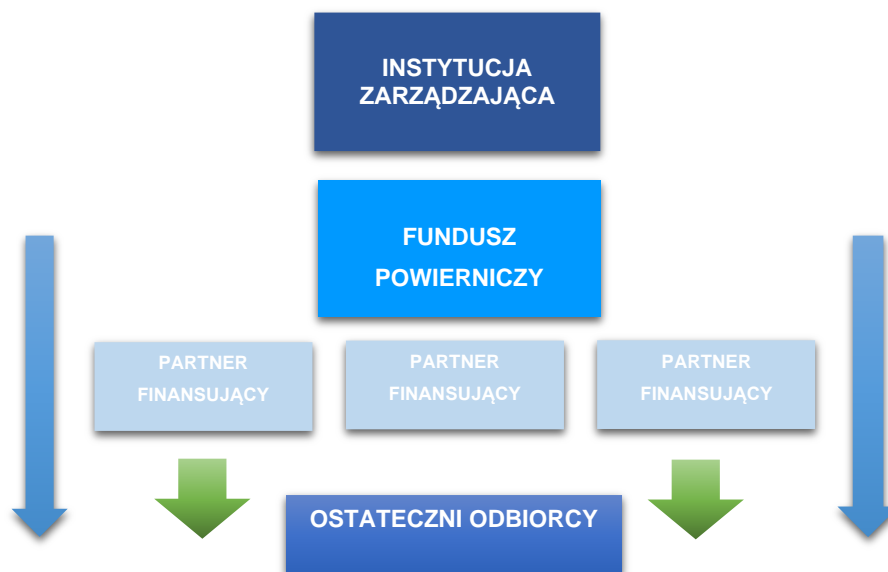 INSTYTUCJA
ZARZĄDZAJĄCA
FUNDUSZ
POWIERNICZY
PARTNER
FINANSUJĄCY
PARTNER
FINANSUJĄCY
PARTNER
FINANSUJĄCY
OSTATECZNI ODBIORCY